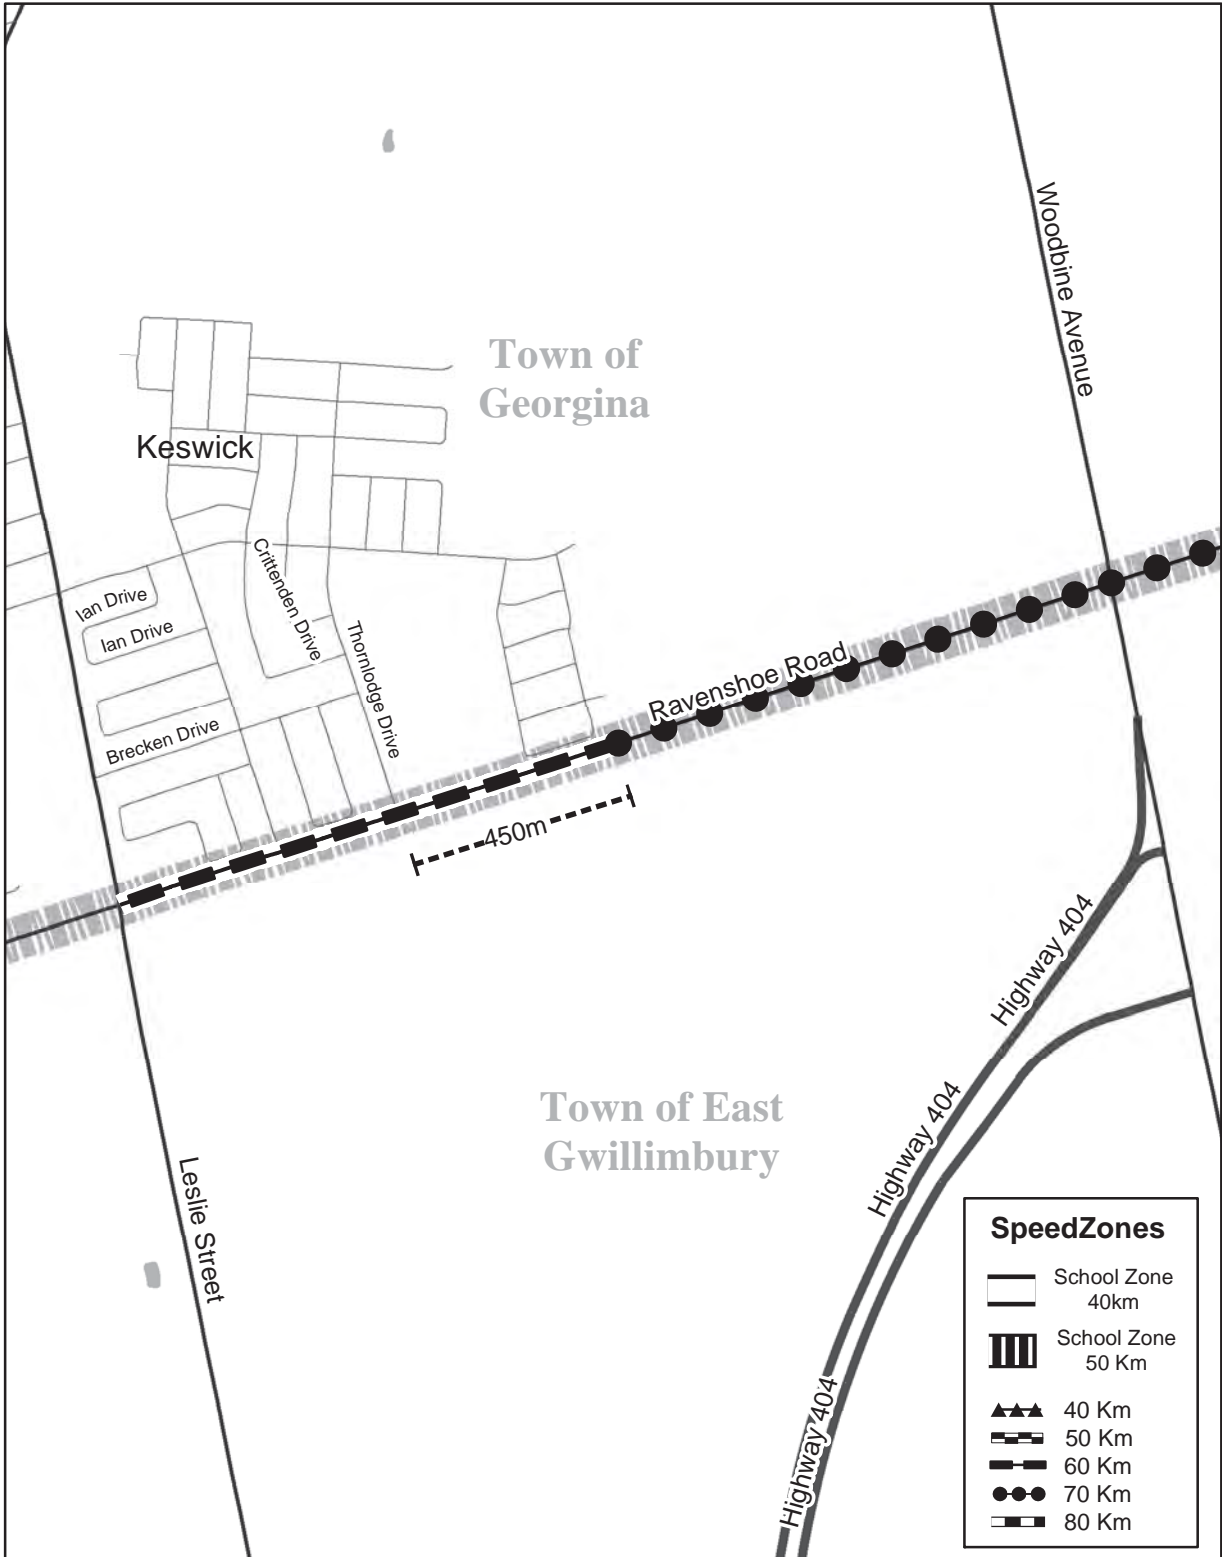 Woodbine Avenue
Town of
Georgina
Keswick
Crittenden Drive
Ian Drive
Ian Drive
Thornlodge Drive
Ravenshoe Road
Brecken Drive
450m
Highway 404
Town of East
Gwillimbury
Highway 404
Leslie Street
Highway 404
SpeedZones
School Zone
40km
School Zone
50 Km
40 Km
50 Km
60 Km
70 Km
80 Km